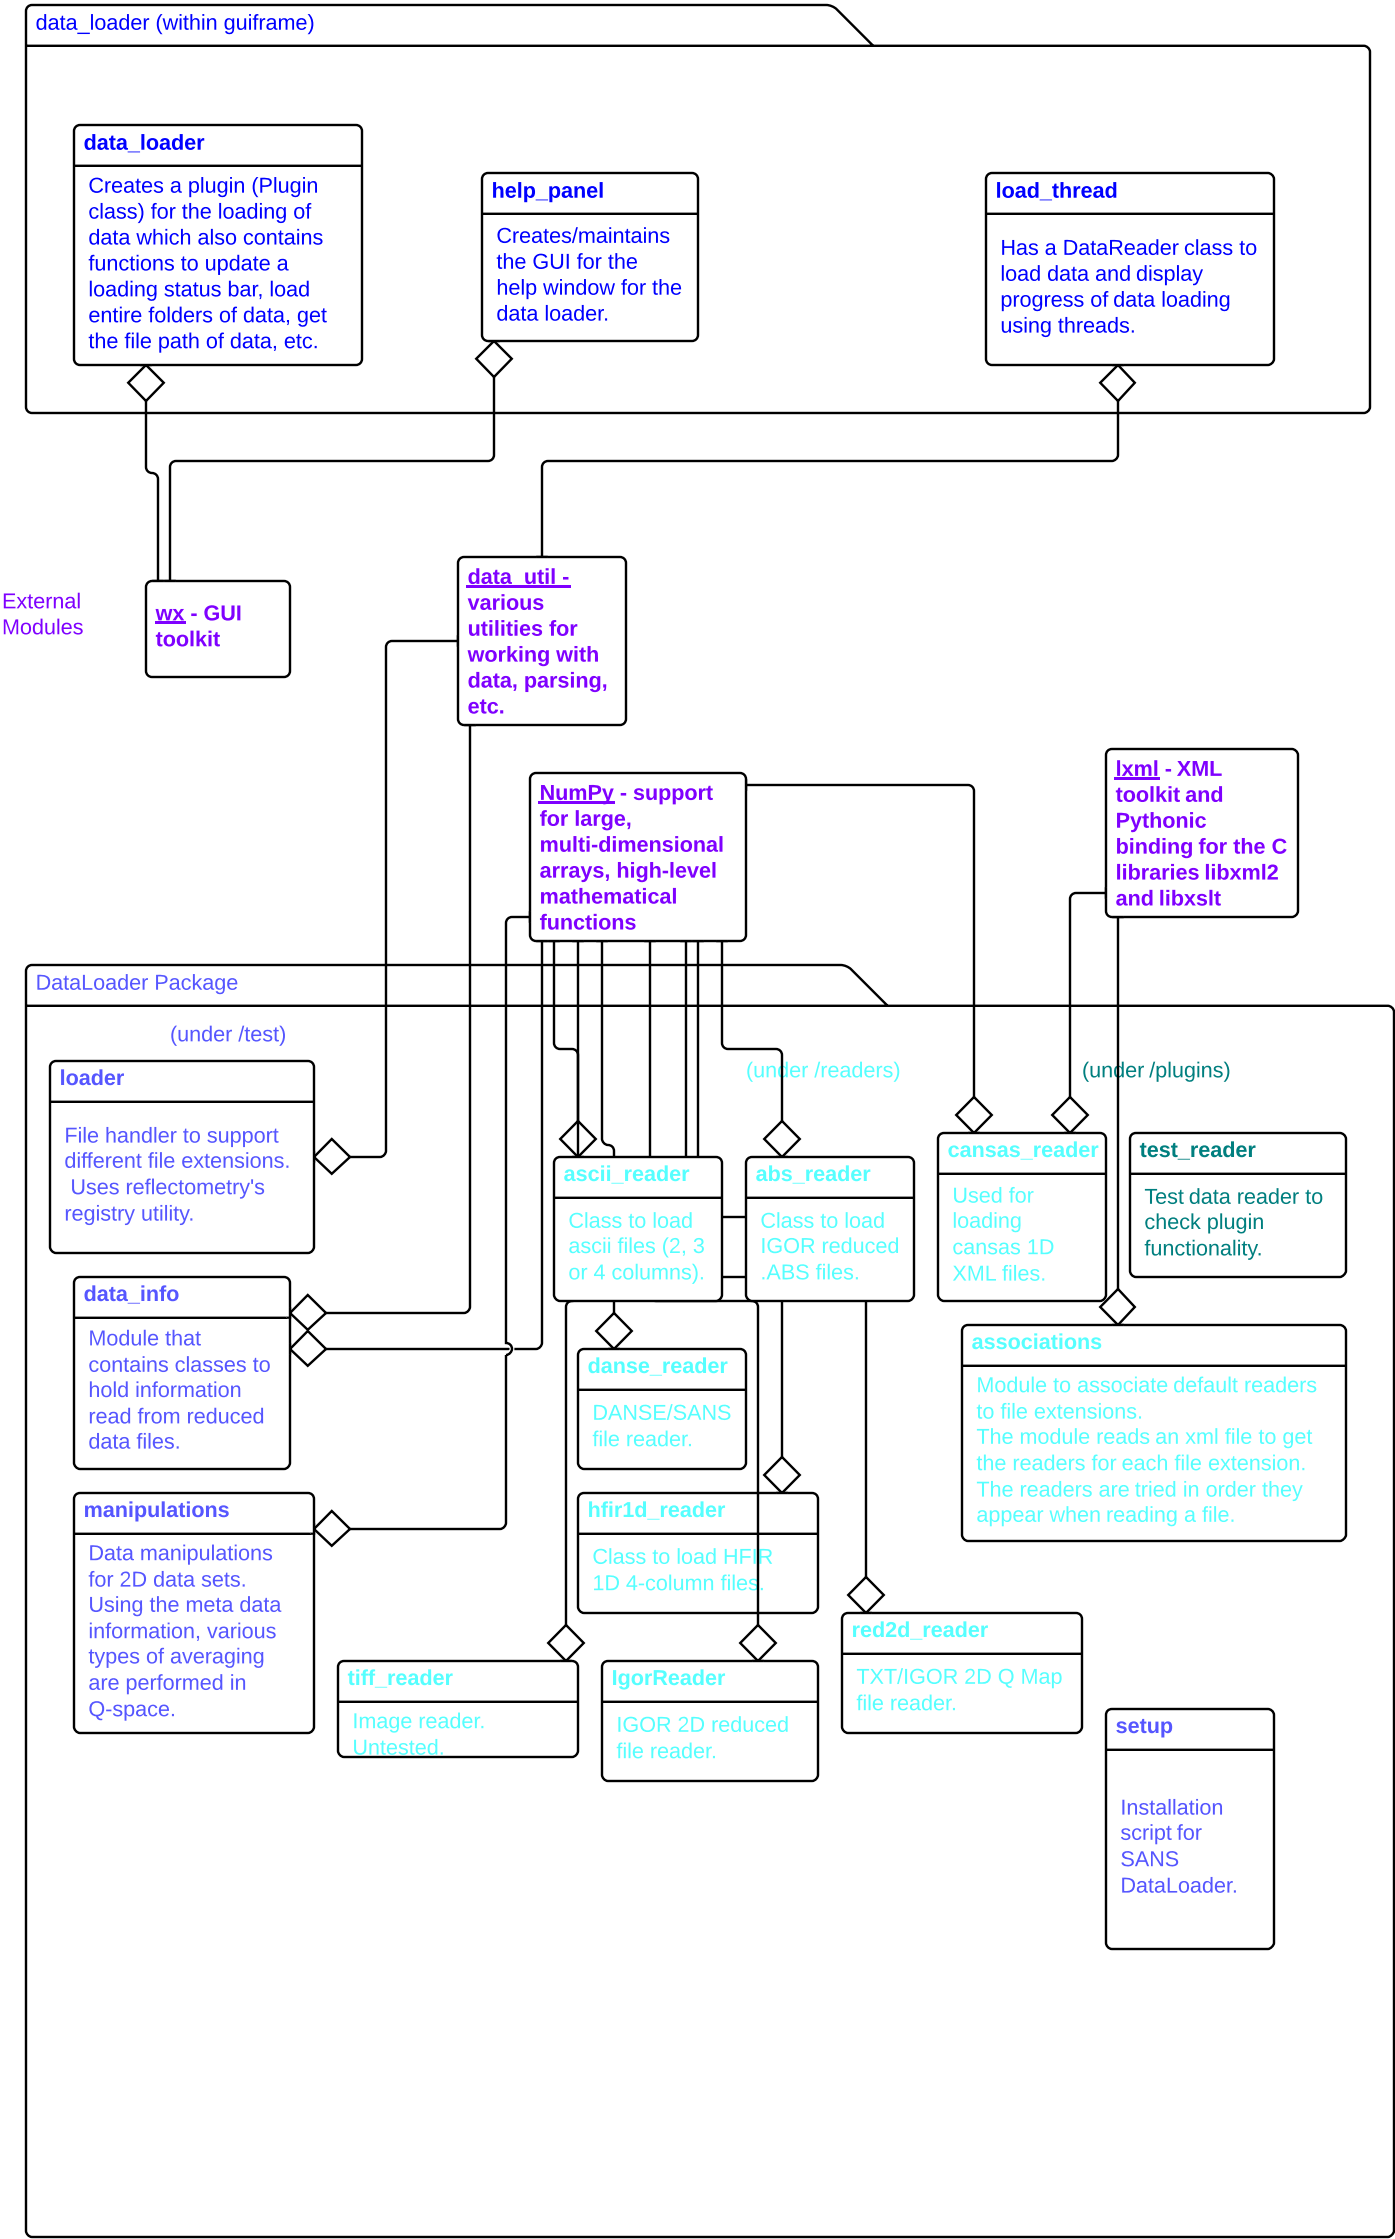 data_loader (within guiframe)
data_loader
Creates a plugin (Plugin
class) for the loading of
data which also contains
functions to update a
loading status bar, load
entire folders of data, get
the file path of data, etc.
help_panel
Creates/maintains
the GUI for the
help window for the
data loader.
load_thread
Has a DataReader class to
load data and display
progress of data loading
using threads.
External
Modules
wx - GUI
toolkit
data_util -
various
utilities for
working with
data, parsing,
etc.
NumPy - support
for large,
multi-dimensional
arrays, high-level
mathematical
functions
lxml - XML
toolkit and
Pythonic
binding for the C
libraries libxml2
and libxslt
DataLoader Package
(under /test)
(under /readers)
(under /plugins)
loader
File handler to support
different file extensions.
Uses reflectometry's
registry utility.
ascii_reader
Class to load
ascii files (2, 3
or 4 columns).
abs_reader
Class to load
IGOR reduced
.ABS files.
cansas_reader
Used for
loading
cansas 1D
XML files.
test_reader
Test data reader to
check plugin
functionality.
data_info
Module that
contains classes to
hold information
read from reduced
data files.
danse_reader
DANSE/SANS
file reader.
associations
Module to associate default readers
to file extensions.
The module reads an xml file to get
the readers for each file extension.
The readers are tried in order they
appear when reading a file.
manipulations
Data manipulations
for 2D data sets.
Using the meta data
information, various
types of averaging
are performed in
Q-space.
hfir1d_reader
Class to load HFIR
1D 4-column files.
tiff_reader
Image reader.
Untested.
IgorReader
IGOR 2D reduced
file reader.
red2d_reader
TXT/IGOR 2D Q Map
file reader.
setup
Installation
script for
SANS
DataLoader.